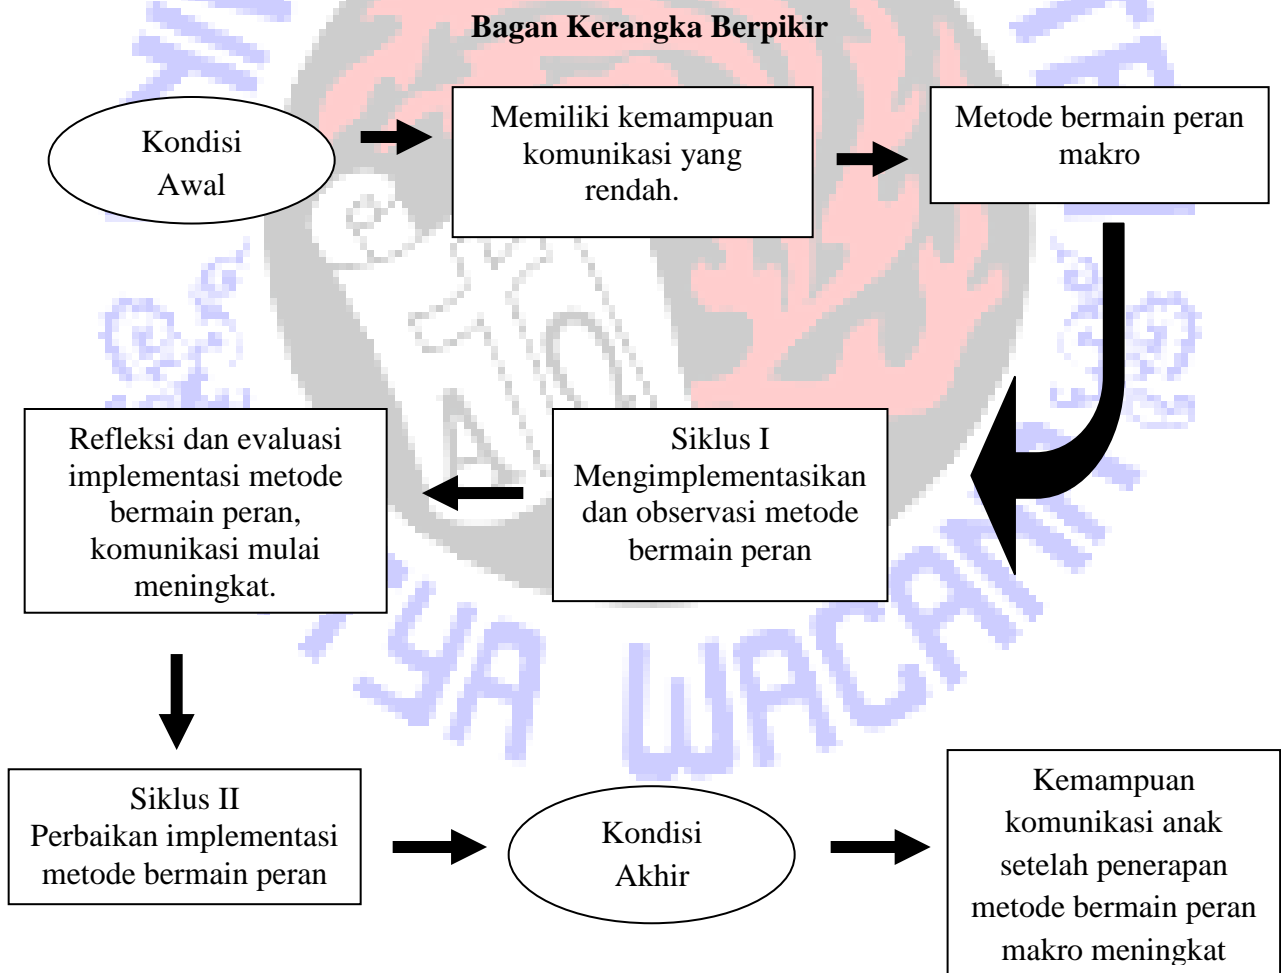 Bagan Kerangka Berpikir
Kondisi
Awal
Memiliki kemampuan
komunikasi yang
rendah.
Metode bermain peran
makro
Siklus I
Mengimplementasikan
dan observasi metode
bermain peran
Refleksi dan evaluasi
implementasi metode
bermain peran,
komunikasi mulai
meningkat.
Siklus II
Perbaikan implementasi
metode bermain peran
Kondisi
Akhir
Kemampuan
komunikasi anak
setelah penerapan
metode bermain peran
makro meningkat
WACANA